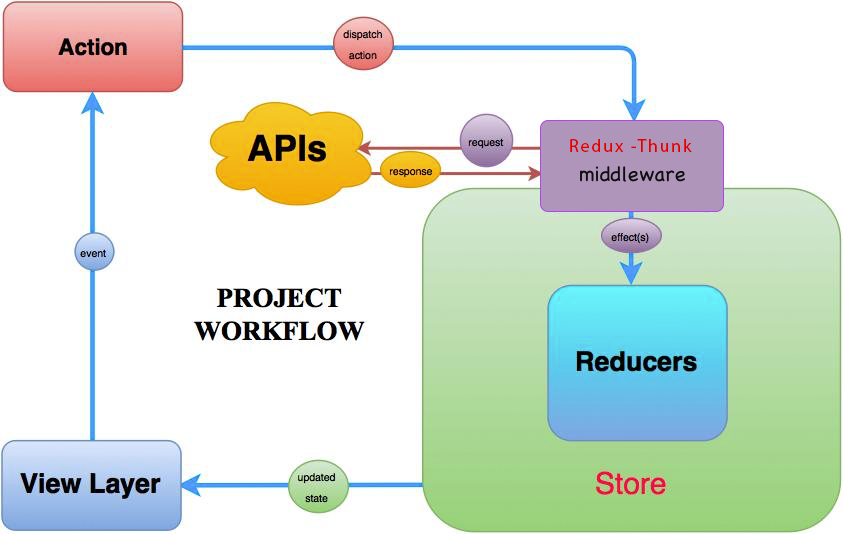 Action
dispatch
action
APIs
request
response
Redux -Thunk
middleware
effect(s)
event
PROJECT
WORKFLOW
Reducers
View Layer
updated
state
Store